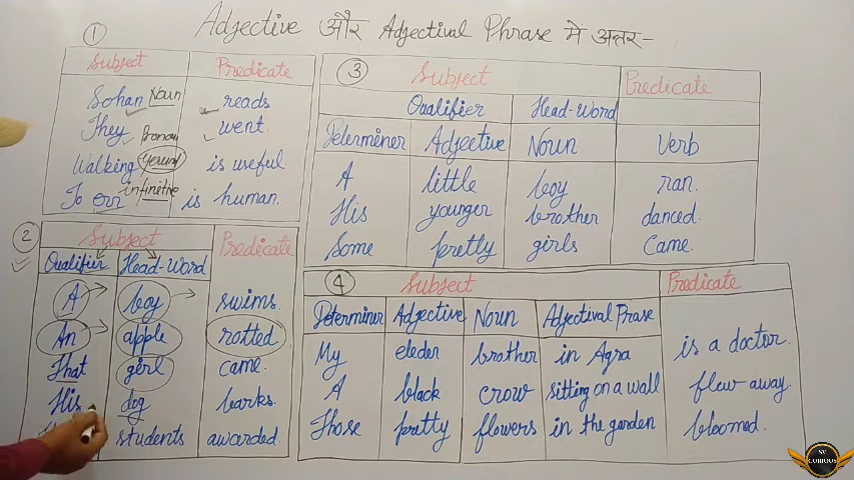 Adjective और Adjectival Phrase में अन्तर-
①
Subject Predicate
Sohan Noun reads
They Pronoun went
Walking Gerund is useful
To err infinitive is human.
②
Subject Predicate
Qualifier Head-Word
A boy swims.
An apple rotted
That girl came.
His dog barks.
students awarded.
③
Subject Predicate
Qualifier Head-Word
Determiner Adjective Noun Verb
A little boy ran.
His younger brother danced.
Some pretty girls Came.
④
Subject Predicate
Determiner Adjective Noun Adjectival Prase
My eleder brother in Agra is a doctor.
A black crow sitting on a wall flew away.
Those pretty flowers in the garden bloomed.
NV
CURIOUS